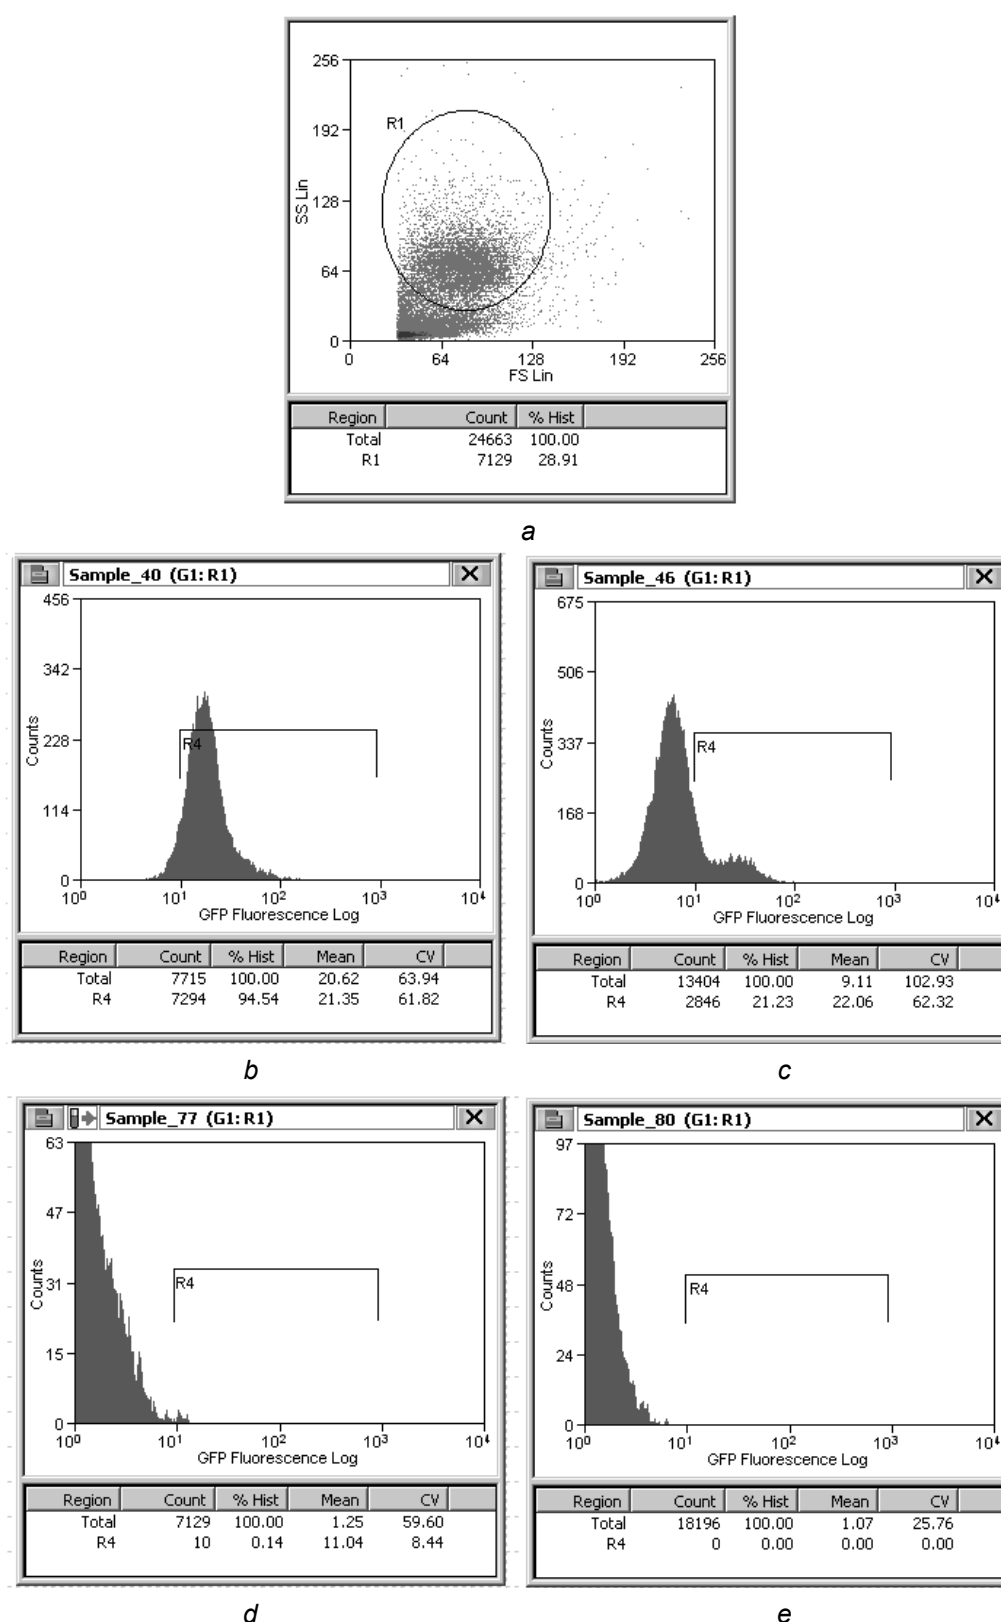 256
192
128
64
0
R1
SS Lin
0 64 128 192 256
FS Lin
Region Count % Hist
Total 24663 100.00
R1 7129 28.91
a
Sample_40 (G1: R1)
456
342
228
114
0
R4
Counts
10⁰ 10¹ 10² 10³ 10⁴
GFP Fluorescence Log
Region Count % Hist Mean CV
Total 7715 100.00 20.62 63.94
R4 7294 94.54 21.35 61.82
b
Sample_46 (G1: R1)
675
506
337
168
0
R4
Counts
10⁰ 10¹ 10² 10³ 10⁴
GFP Fluorescence Log
Region Count % Hist Mean CV
Total 13404 100.00 9.11 102.93
R4 2846 21.23 22.06 62.32
c
Sample_77 (G1: R1)
63
47
31
15
0
R4
Counts
10⁰ 10¹ 10² 10³ 10⁴
GFP Fluorescence Log
Region Count % Hist Mean CV
Total 7129 100.00 1.25 59.60
R4 10 0.14 11.04 8.44
d
Sample_80 (G1: R1)
97
72
48
24
0
R4
Counts
10⁰ 10¹ 10² 10³ 10⁴
GFP Fluorescence Log
Region Count % Hist Mean CV
Total 18196 100.00 1.07 25.76
R4 0 0.00 0.00 0.00
e